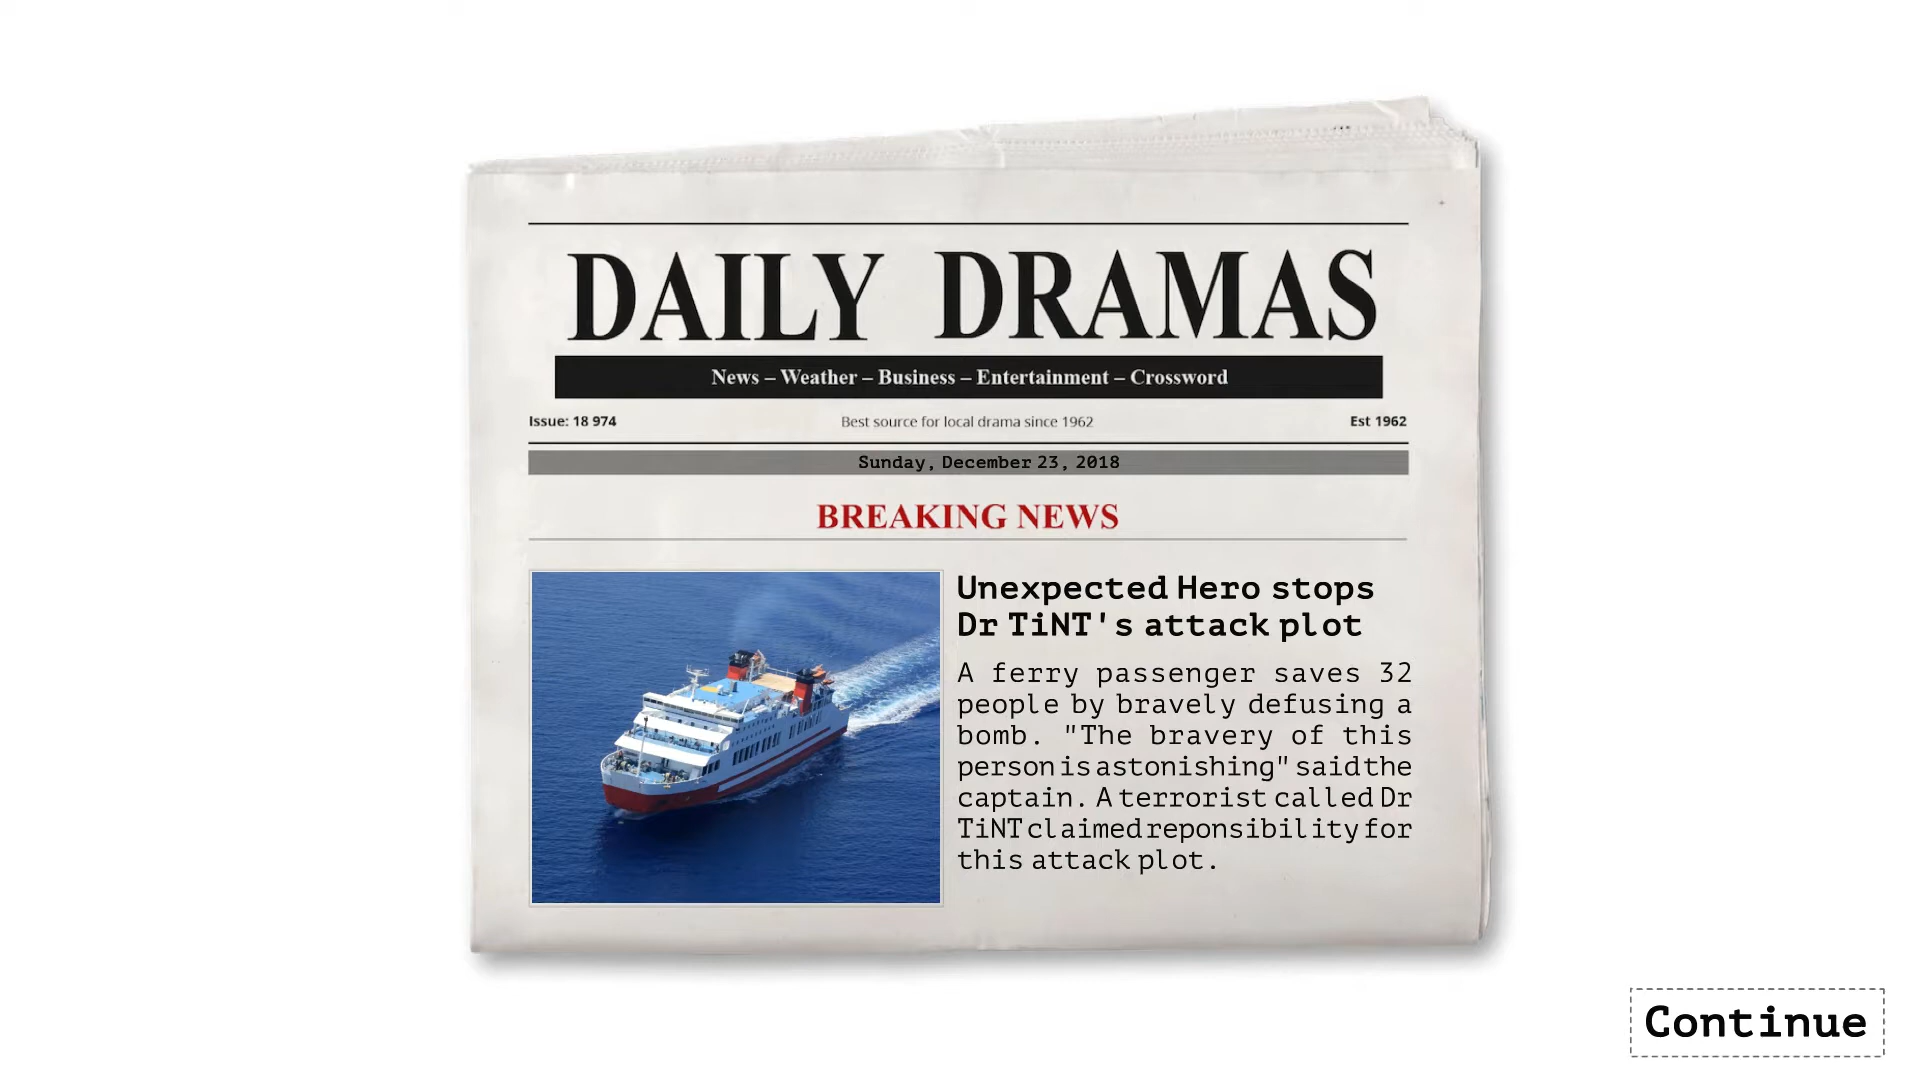 DAILY DRAMAS
News – Weather – Business – Entertainment – Crossword
Issue: 18 974
Best source for local drama since 1962
Est 1962
Sunday, December 23, 2018
BREAKING NEWS
Unexpected Hero stops
Dr TiNT's attack plot
A ferry passenger saves 32
people by bravely defusing a
bomb. "The bravery of this
person is astonishing" said the
captain. A terrorist called Dr
TiNT claimed reponsibility for
this attack plot.
Continue